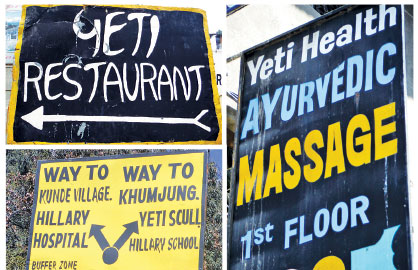 YETI
RESTAURANT
WAY TO WAY TO
KUNDE VILLAGE. KHUMJUNG.
HILLARY YETI SCULL
HOSPITAL HILLARY SCHOOL
BUFFER ZONE
Yeti Health
AYURVEDIC
MASSAGE
1st FLOOR